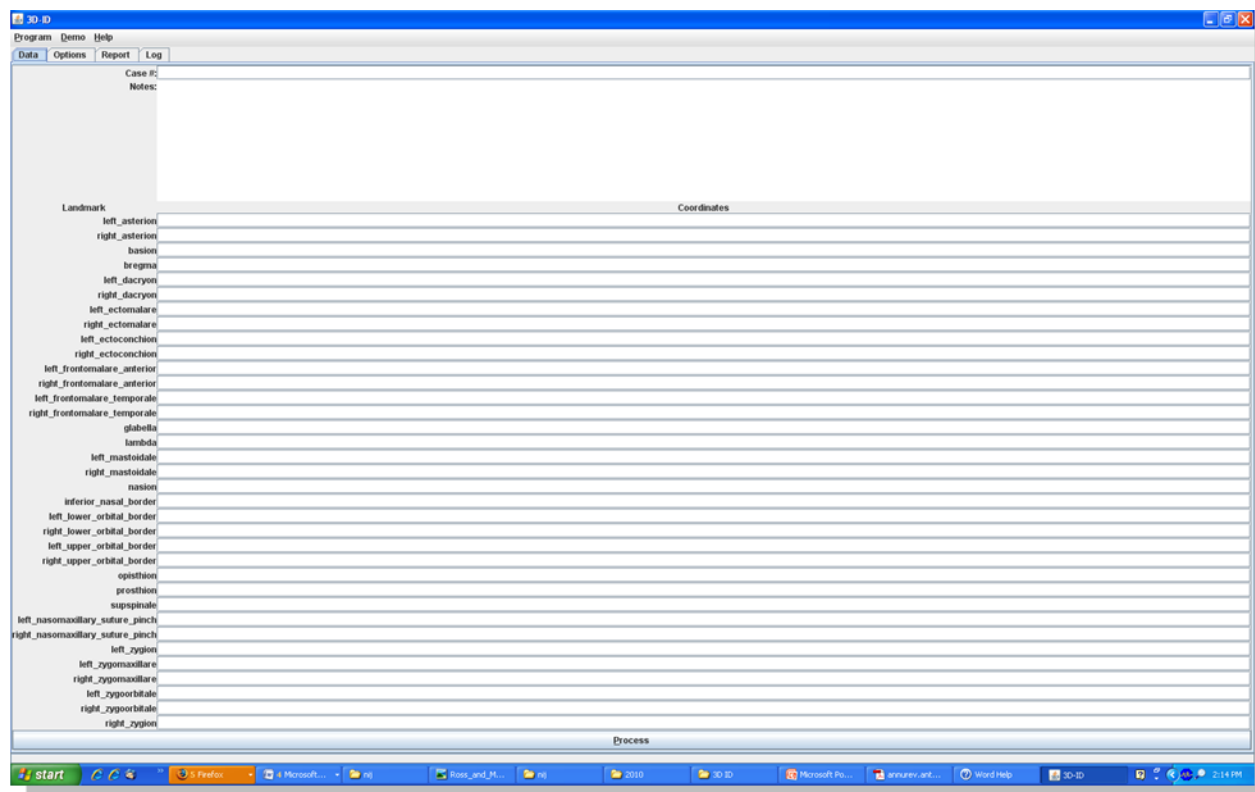 3D-ID
Program Demo Help
Data Options Report Log
Case #:
Notes:
Landmark Coordinates
left_asterion
right_asterion
basion
bregma
left_dacryon
right_dacryon
left_ectomalare
right_ectomalare
left_ectoconchion
right_ectoconchion
left_frontomalare_anterior
right_frontomalare_anterior
left_frontomalare_temporale
right_frontomalare_temporale
glabella
lambda
left_mastoidale
right_mastoidale
nasion
inferior_nasal_border
left_lower_orbital_border
right_lower_orbital_border
left_upper_orbital_border
right_upper_orbital_border
opisthion
prosthion
supspinale
left_nasomaxillary_suture_pinch
right_nasomaxillary_suture_pinch
left_zygion
left_zygomaxillare
right_zygomaxillare
left_zygoorbitale
right_zygoorbitale
right_zygion
Process
start 5 Firefox 4 Microsoft... nij Ross_and_M... nij 2010 3D ID Microsoft Po... annurev.ant... Word Help 3D-ID 2:14 PM